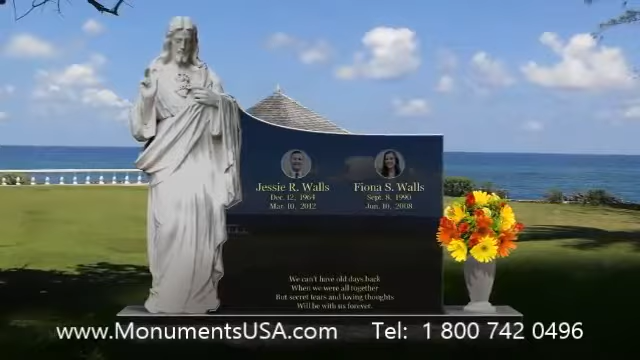 Jessie R. Walls
Dec. 12, 1964
Mar. 10, 2012
Fiona S. Walls
Sept. 8, 1990
Jun. 10, 2008
We can't have old days back
When we were all together
But secret tears and loving thoughts
Will be with us forever.
www.MonumentsUSA.com Tel: 1 800 742 0496